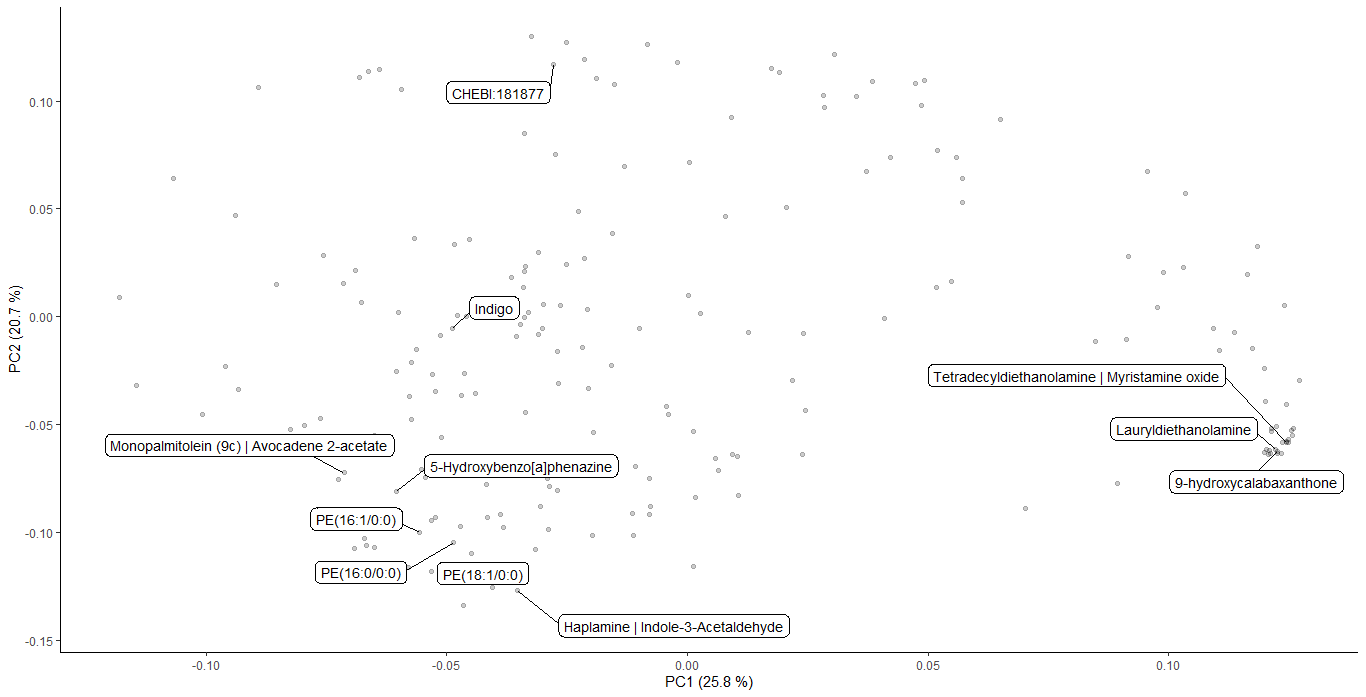 CHEBI:181877
0.10
0.05
Indigo
0.00
PC2 (20.7 %)
Tetradecyldiethanolamine | Myristamine oxide
-0.05
Lauryldiethanolamine
Monopalmitolein (9c) | Avocadene 2-acetate
5-Hydroxybenzo[a]phenazine
9-hydroxycalabaxanthone
PE(16:1/0:0)
-0.10
PE(16:0/0:0)
PE(18:1/0:0)
Haplamine | Indole-3-Acetaldehyde
-0.15
-0.10
-0.05
0.00
0.05
0.10
PC1 (25.8 %)